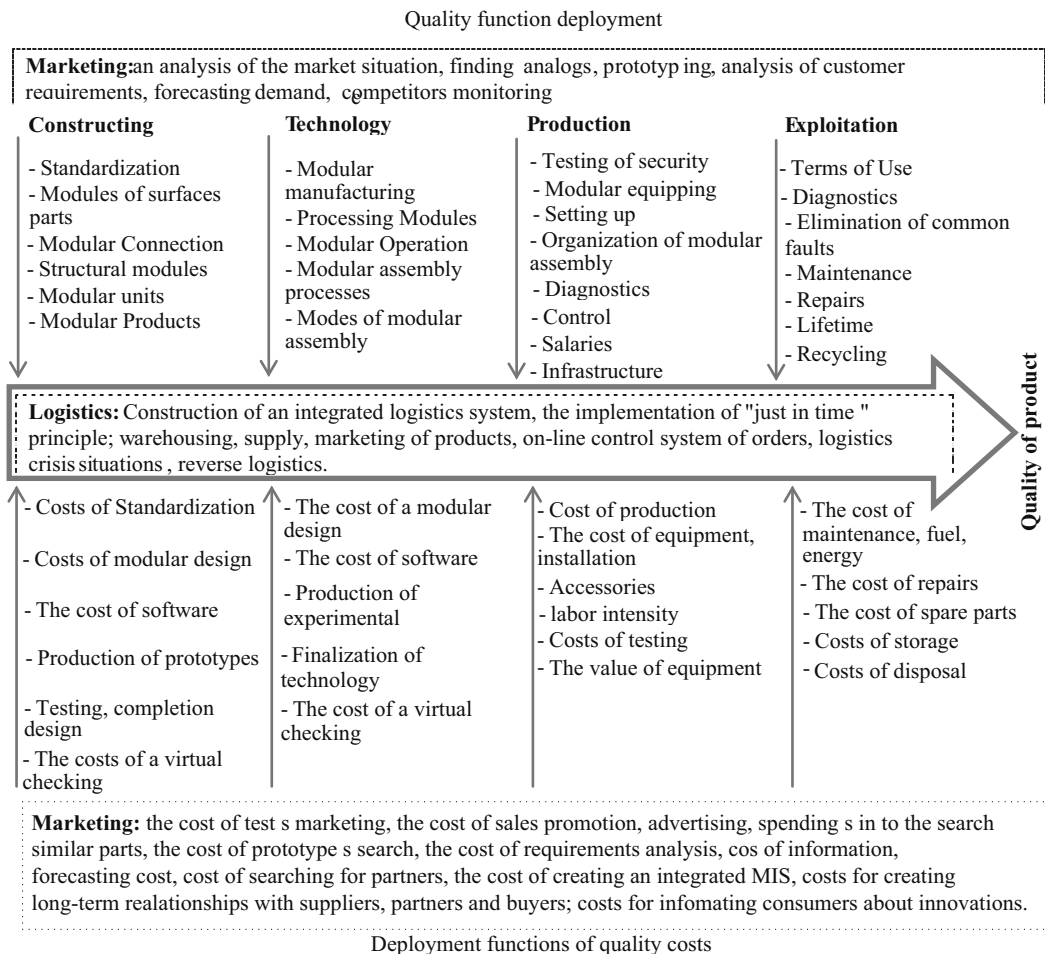 Quality function deployment
Marketing:an analysis of the market situation, finding analogs, prototyping, analysis of customer
requirements, forecasting demand, competitors monitoring
Constructing
- Standardization
- Modules of surfaces
parts
- Modular Connection
- Structural modules
- Modular units
- Modular Products
Technology
- Modular
manufacturing
- Processing Modules
- Modular Operation
- Modular assembly
processes
- Modes of modular
assembly
Production
- Testing of security
- Modular equipping
- Setting up
- Organization of modular
assembly
- Diagnostics
- Control
- Salaries
- Infrastructure
Exploitation
- Terms of Use
- Diagnostics
- Elimination of common
faults
- Maintenance
- Repairs
- Lifetime
- Recycling
Logistics: Construction of an integrated logistics system, the implementation of "just in time "
principle; warehousing, supply, marketing of products, on-line control system of orders, logistics
crisis situations , reverse logistics.
Quality of product
- Costs of Standardization
- Costs of modular design
- The cost of software
- Production of prototypes
- Testing, completion
design
- The costs of a virtual
checking
- The cost of a modular
design
- The cost of software
- Production of
experimental
- Finalization of
technology
- The cost of a virtual
checking
- Cost of production
- The cost of equipment,
installation
- Accessories
- labor intensity
- Costs of testing
- The value of equipment
- The cost of
maintenance, fuel,
energy
- The cost of repairs
- The cost of spare parts
- Costs of storage
- Costs of disposal
Marketing: the cost of test s marketing, the cost of sales promotion, advertising, spending s in to the search
similar parts, the cost of prototype s search, the cost of requirements analysis, cos of information,
forecasting cost, cost of searching for partners, the cost of creating an integrated MIS, costs for creating
long-term realationships with suppliers, partners and buyers; costs for infomating consumers about innovations.
Deployment functions of quality costs